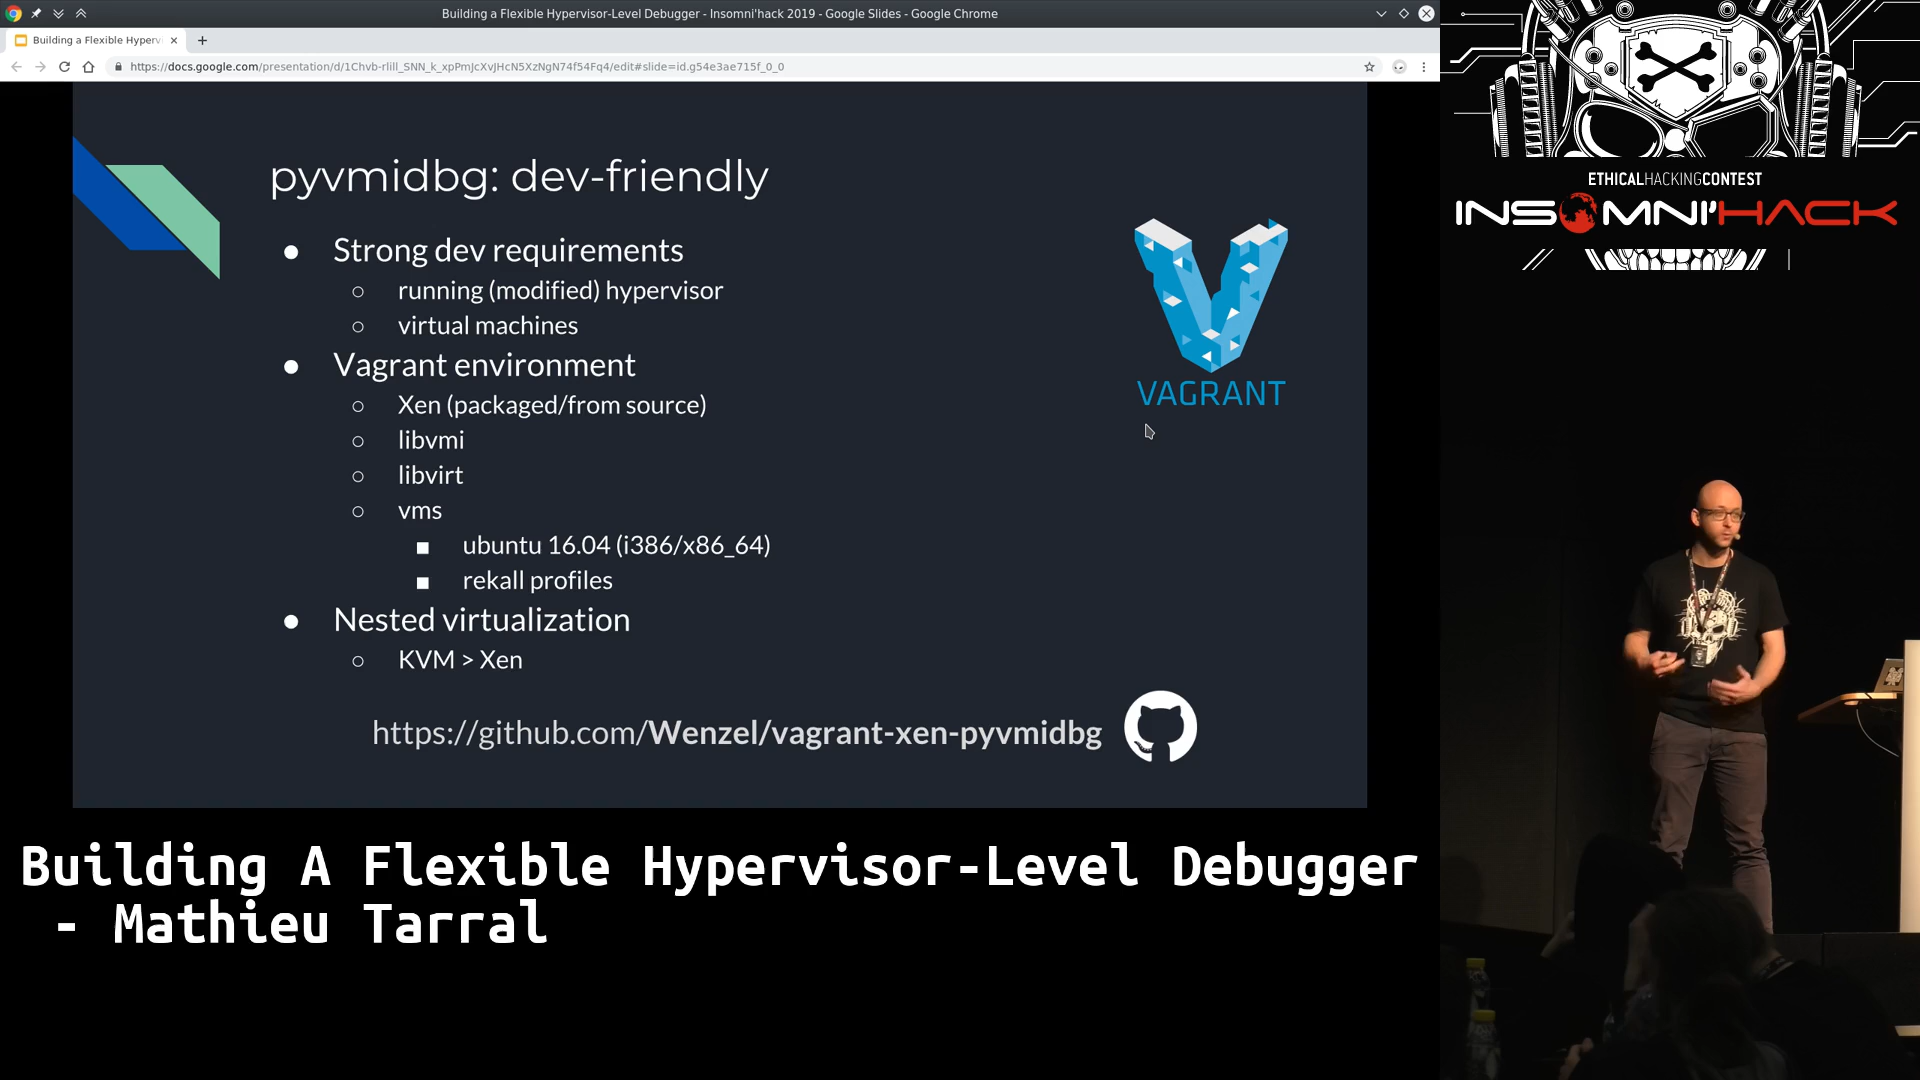 Building a Flexible Hypervisor-Level Debugger - Insomni'hack 2019 - Google Slides - Google Chrome
Building a Flexible Hyperv
https://docs.google.com/presentation/d/1Chvb-rlill_SNN_k_xpPmJcXvJHcN5XzNgN74f54Fq4/edit#slide=id.g54e3ae715f_0_0
pyvmidbg: dev-friendly
● Strong dev requirements
○ running (modified) hypervisor
○ virtual machines
● Vagrant environment
○ Xen (packaged/from source)
○ libvmi
○ libvirt
○ vms
■ ubuntu 16.04 (i386/x86_64)
■ rekall profiles
● Nested virtualization
○ KVM > Xen
https://github.com/Wenzel/vagrant-xen-pyvmidbg
VAGRANT
ETHICALHACKINGCONTEST
INSOMNI'HACK
Building A Flexible Hypervisor-Level Debugger
- Mathieu Tarral